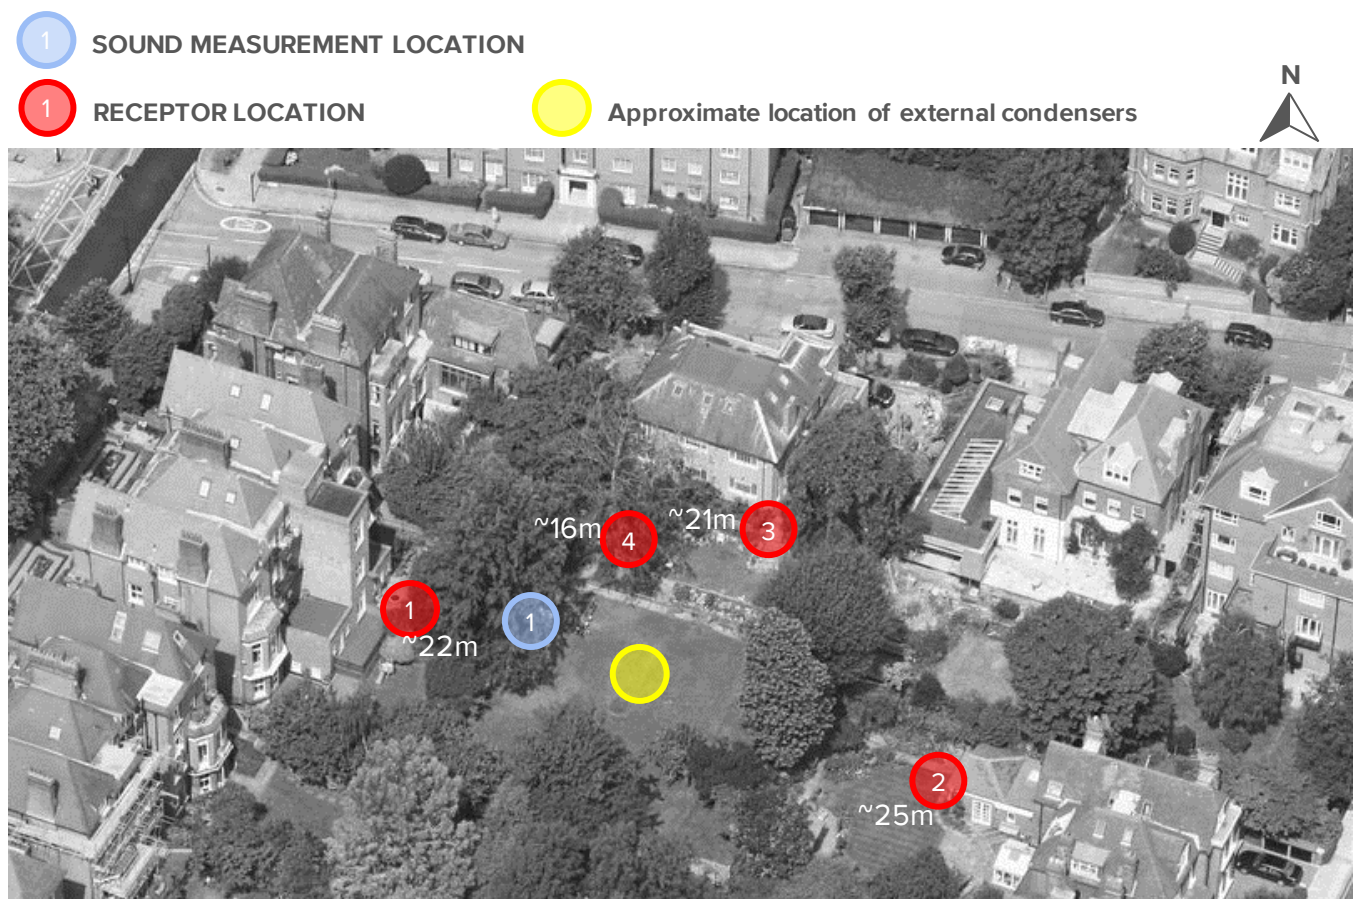 1 SOUND MEASUREMENT LOCATION
N
1 RECEPTOR LOCATION
Approximate location of external condensers
~16m
4
~21m
3
1
~22m
1
2
~25m